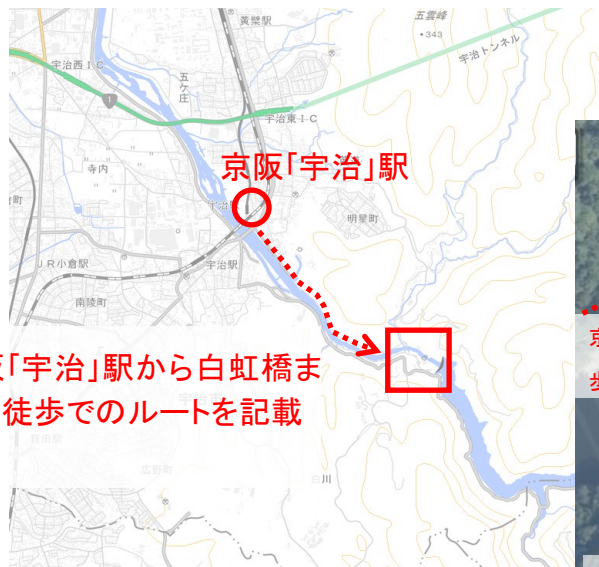 黄檗駅
五雲峰
・343
宇治トンネル
宇治西IC
五ケ庄
1
宇治東IC
京阪「宇治」駅
寺内
明星町
JR小倉駅
宇治駅
南陵町
「宇治」駅から白虹橋ま
徒歩でのルートを記載
広野町
白川
京
歩